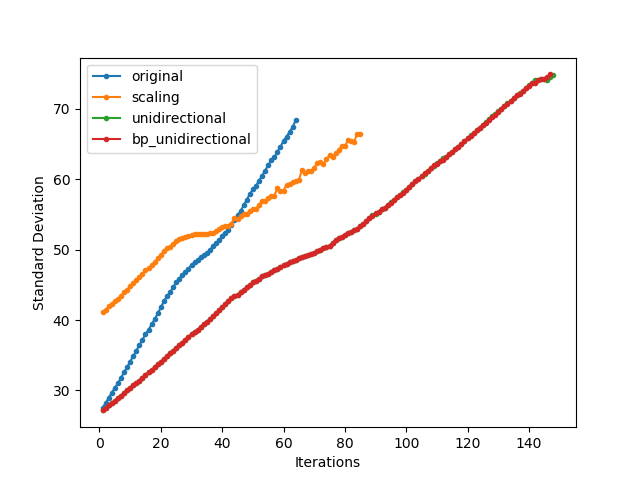 original
scaling
unidirectional
bp_unidirectional
70
60
50
40
30
Standard Deviation
0 20 40 60 80 100 120 140
Iterations